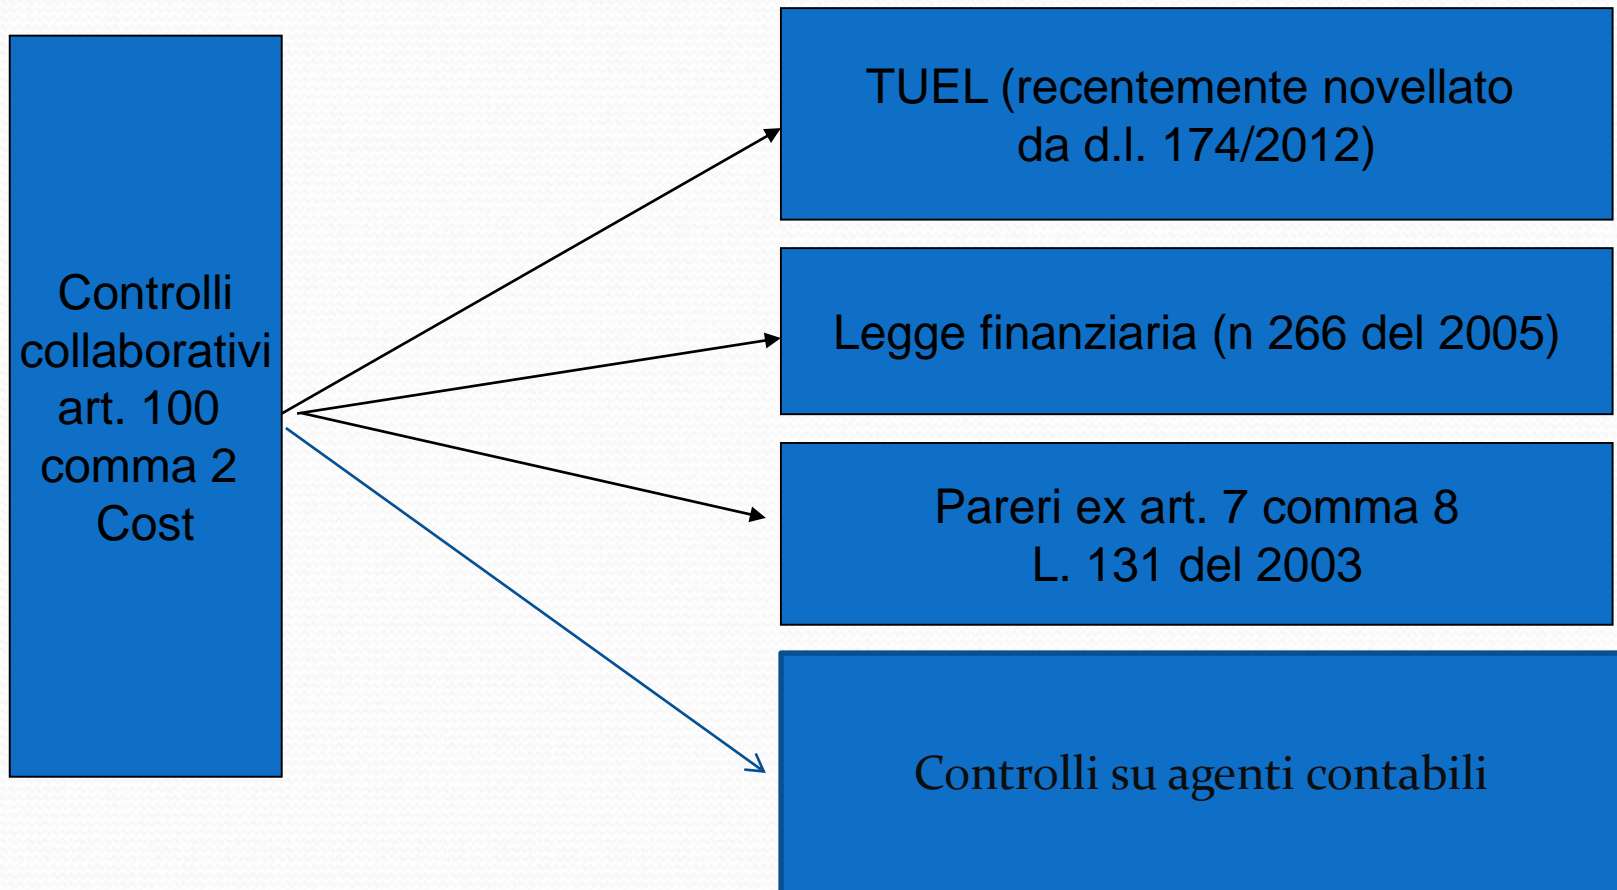 Controlli
collaborativi
art. 100
comma 2
Cost
TUEL (recentemente novellato
da d.l. 174/2012)
Legge finanziaria (n 266 del 2005)
Pareri ex art. 7 comma 8
L. 131 del 2003
Controlli su agenti contabili